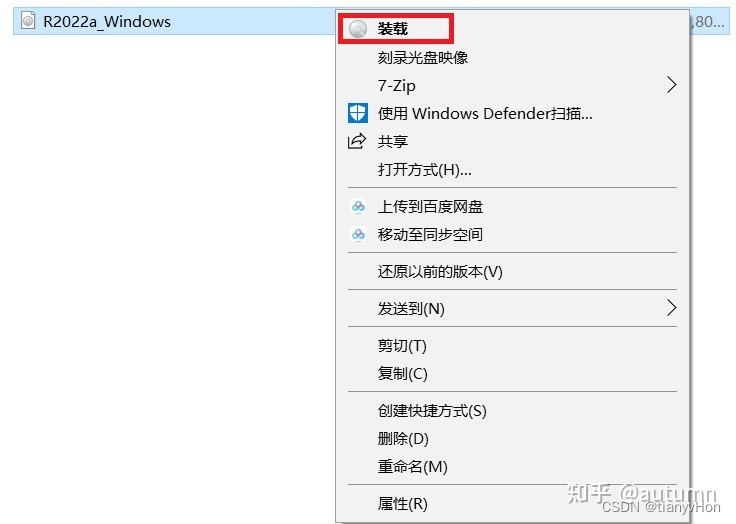 R2022a_Windows
,80...
装载
刻录光盘映像
7-Zip
使用 Windows Defender扫描...
共享
打开方式(H)...
上传到百度网盘
移动至同步空间
还原以前的版本(V)
发送到(N)
剪切(T)
复制(C)
创建快捷方式(S)
删除(D)
重命名(M)
属性(R)
知乎 @autumn
CSDN @tianyvHon